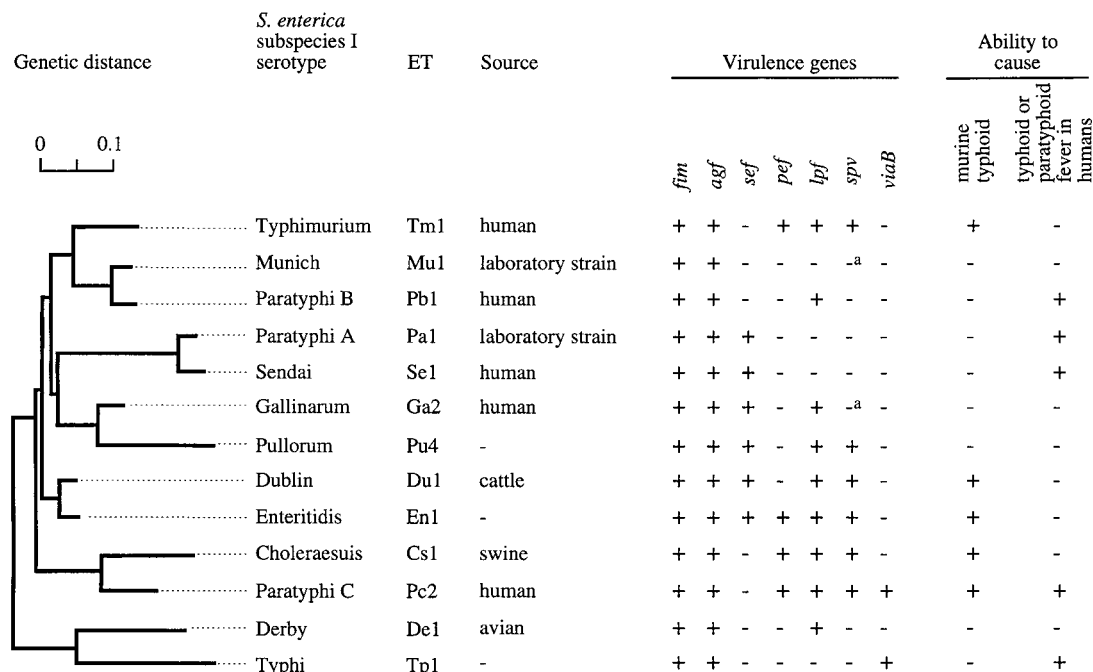 S. enterica
subspecies I
serotype
Genetic distance ET Source Virulence genes Ability to
cause
0 0.1
fim agf sef pef lpf spv viaB murine
typhoid typhoid or
paratyphoid
fever in
humans
Typhimurium Tm1 human + + - + + + - + -
Munich Mu1 laboratory strain + + - - - -a - - -
Paratyphi B Pb1 human + + - - + - - - +
Paratyphi A Pa1 laboratory strain + + + - - - - - +
Sendai Se1 human + + + - - - - - +
Gallinarum Ga2 human + + + - + -a - - -
Pullorum Pu4 - + + + - + + - - -
Dublin Du1 cattle + + + - + + - + -
Enteritidis En1 - + + + + + + - + -
Choleraesuis Cs1 swine + + - + + + - + -
Paratyphi C Pc2 human + + - + + + + + +
Derby De1 avian + + - - + - - - -
Typhi Tp1 - + + - - - - + - +